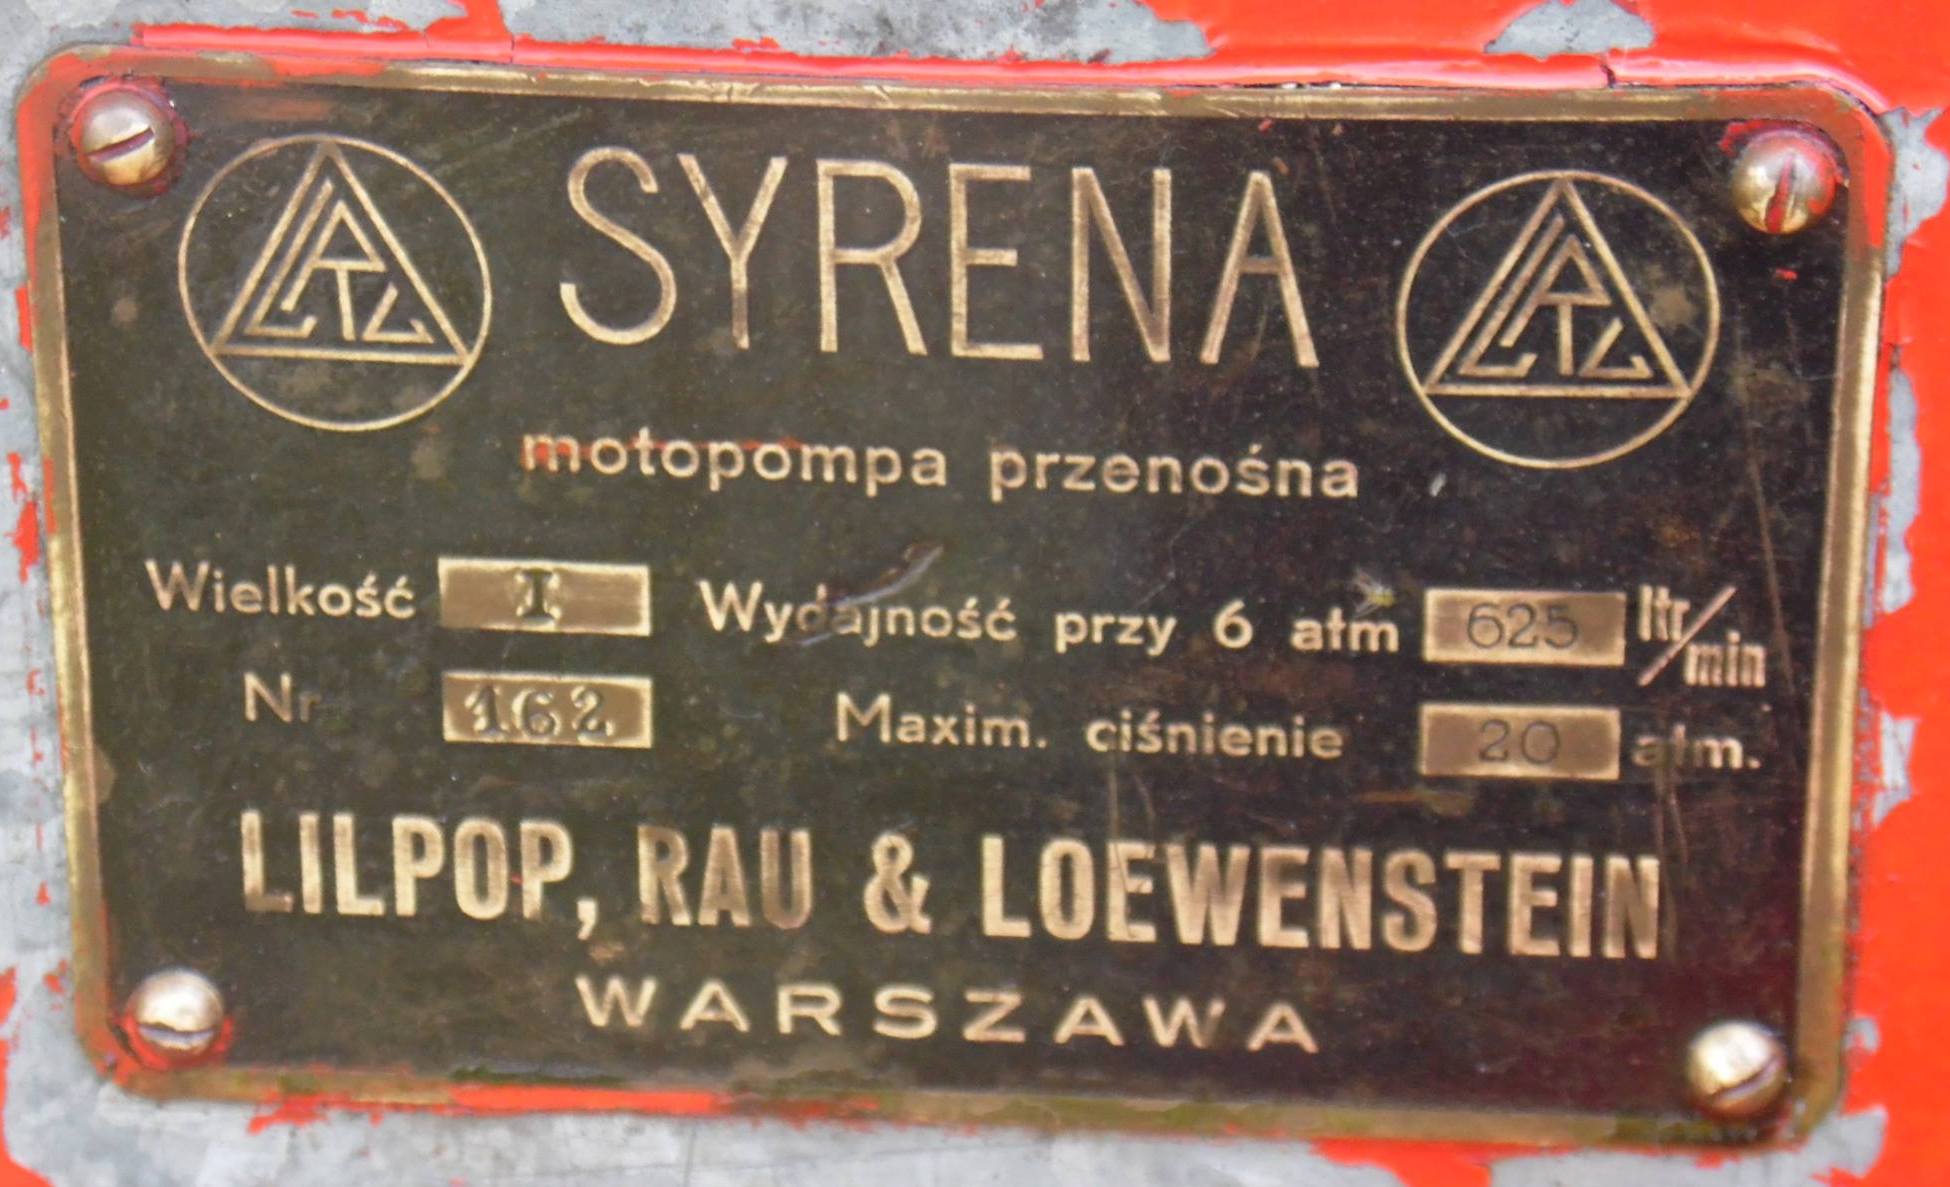 SYRENA
motopompa przenośna
Wielkość I Wydajność przy 6 atm 625 ltr/min
Nr 162 Maxim. ciśnienie 20 atm.
LILPOP, RAU & LOEWENSTEIN
WARSZAWA